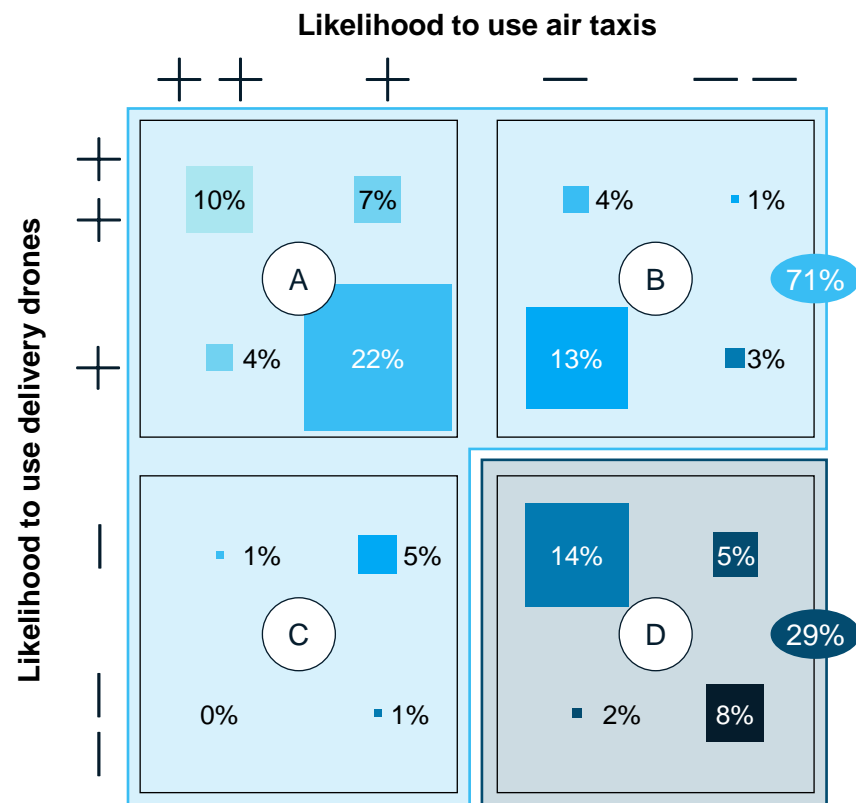 Likelihood to use air taxis
+ + + — — —
Likelihood to use delivery drones
+
+
+
—
—
—
10% 7%
A
4% 22%
4% 1%
B
13% 3%
71%
1% 5%
C
0% 1%
14% 5%
D
2% 8%
29%